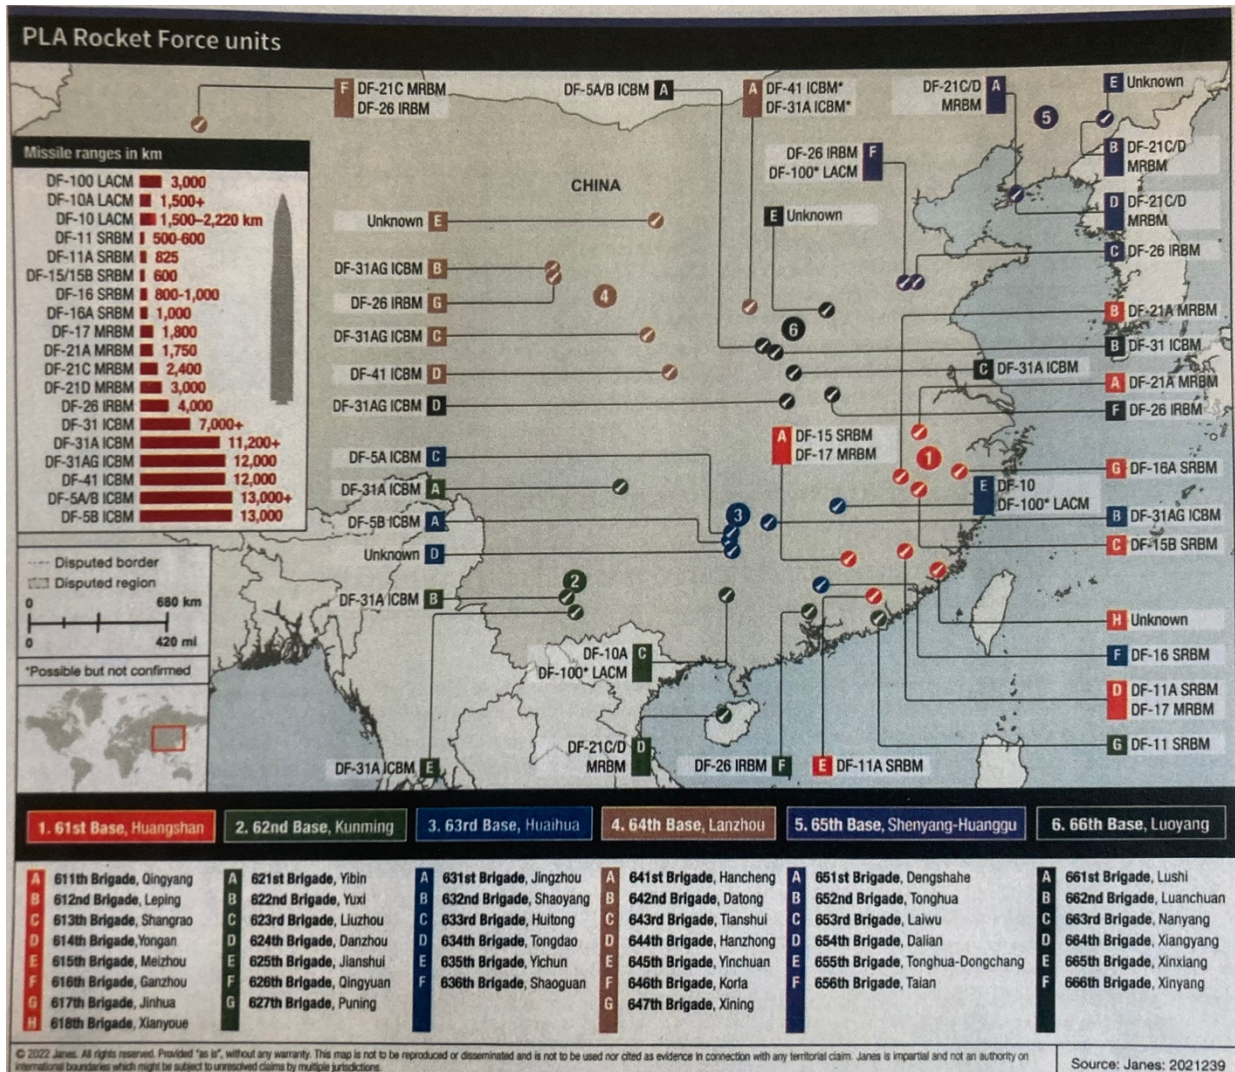 PLA Rocket Force units
F DF-21C MRBM
DF-26 IRBM
DF-5A/B ICBM A
A DF-41 ICBM*
DF-31A ICBM*
DF-21C/D A
MRBM
E Unknown
5
B DF-21C/D
MRBM
DF-26 IRBM F
DF-100* LACM
CHINA
D DF-21C/D
MRBM
E Unknown
C DF-26 IRBM
Missile ranges in km
DF-100 LACM 3,000
DF-10A LACM 1,500+
DF-10 LACM 1,500–2,220 km
DF-11 SRBM 500-600
DF-11A SRBM 825
DF-15/15B SRBM 600
DF-16 SRBM 800-1,000
DF-16A SRBM 1,000
DF-17 MRBM 1,800
DF-21A MRBM 1,750
DF-21C MRBM 2,400
DF-21D MRBM 3,000
DF-26 IRBM 4,000
DF-31 ICBM 7,000+
DF-31A ICBM 11,200+
DF-31AG ICBM 12,000
DF-41 ICBM 12,000
DF-5A/B ICBM 13,000+
DF-5B ICBM 13,000
Unknown E
DF-31AG ICBM B
DF-26 IRBM G
4
DF-31AG ICBM C
DF-41 ICBM D
DF-31AG ICBM D
6
B DF-21A MRBM
B DF-31 ICBM
C DF-31A ICBM
A DF-21A MRBM
F DF-26 IRBM
A DF-15 SRBM
DF-17 MRBM
1
DF-5A ICBM C
DF-31A ICBM A
DF-5B ICBM A
Unknown D
3
G DF-16A SRBM
E DF-10
DF-100* LACM
B DF-31AG ICBM
C DF-15B SRBM
2
DF-31A ICBM B
H Unknown
DF-10A C
DF-100* LACM
F DF-16 SRBM
D DF-11A SRBM
DF-17 MRBM
G DF-11 SRBM
DF-21C/D D
MRBM
DF-31A ICBM E
DF-26 IRBM F
E DF-11A SRBM
Disputed border
Disputed region
0 680 km
0 420 mi
*Possible but not confirmed
1. 61st Base, Huangshan
A 611th Brigade, Qingyang
B 612nd Brigade, Leping
C 613th Brigade, Shangrao
D 614th Brigade, Yongan
E 615th Brigade, Meizhou
F 616th Brigade, Ganzhou
G 617th Brigade, Jinhua
H 618th Brigade, Xianyoue
2. 62nd Base, Kunming
A 621st Brigade, Yibin
B 622nd Brigade, Yuxi
C 623rd Brigade, Liuzhou
D 624th Brigade, Danzhou
E 625th Brigade, Jianshui
F 626th Brigade, Qingyuan
G 627th Brigade, Puning
3. 63rd Base, Huaihua
A 631st Brigade, Jingzhou
B 632nd Brigade, Shaoyang
C 633rd Brigade, Huitong
D 634th Brigade, Tongdao
E 635th Brigade, Yichun
F 636th Brigade, Shaoguan
4. 64th Base, Lanzhou
A 641st Brigade, Hancheng
B 642nd Brigade, Datong
C 643rd Brigade, Tianshui
D 644th Brigade, Hanzhong
E 645th Brigade, Yinchuan
F 646th Brigade, Korla
G 647th Brigade, Xining
5. 65th Base, Shenyang-Huanggu
A 651st Brigade, Dengshahe
B 652nd Brigade, Tonghua
C 653rd Brigade, Laiwu
D 654th Brigade, Dalian
E 655th Brigade, Tonghua-Dongchang
F 656th Brigade, Taian
6. 66th Base, Luoyang
A 661st Brigade, Lushi
B 662nd Brigade, Luanchuan
C 663rd Brigade, Nanyang
D 664th Brigade, Xiangyang
E 665th Brigade, Xinxiang
F 666th Brigade, Xinyang
© 2022 Janes. All rights reserved. Provided "as is", without any warranty. This map is not to be reproduced or disseminated and is not to be used nor cited as evidence in connection with any territorial claim. Janes is impartial and not an authority on
international boundaries which might be subject to unresolved claims by multiple jurisdictions.
Source: Janes: 2021239